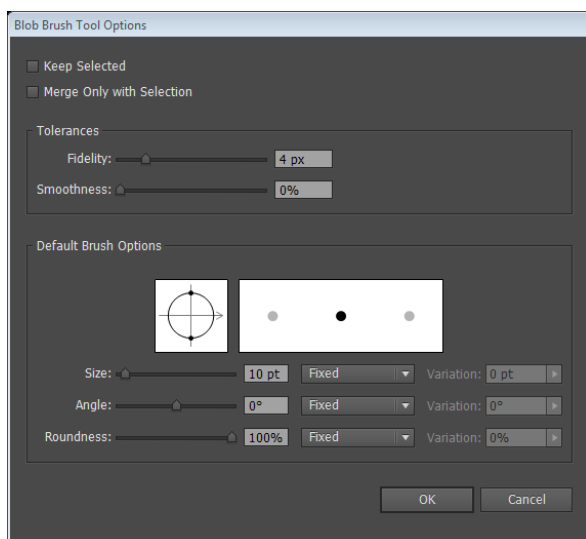 Blob Brush Tool Options
Keep Selected
Merge Only with Selection
Tolerances
Fidelity: 4 px
Smoothness: 0%
Default Brush Options
Size: 10 pt Fixed Variation: 0 pt
Angle: 0° Fixed Variation: 0°
Roundness: 100% Fixed Variation: 0%
OK Cancel